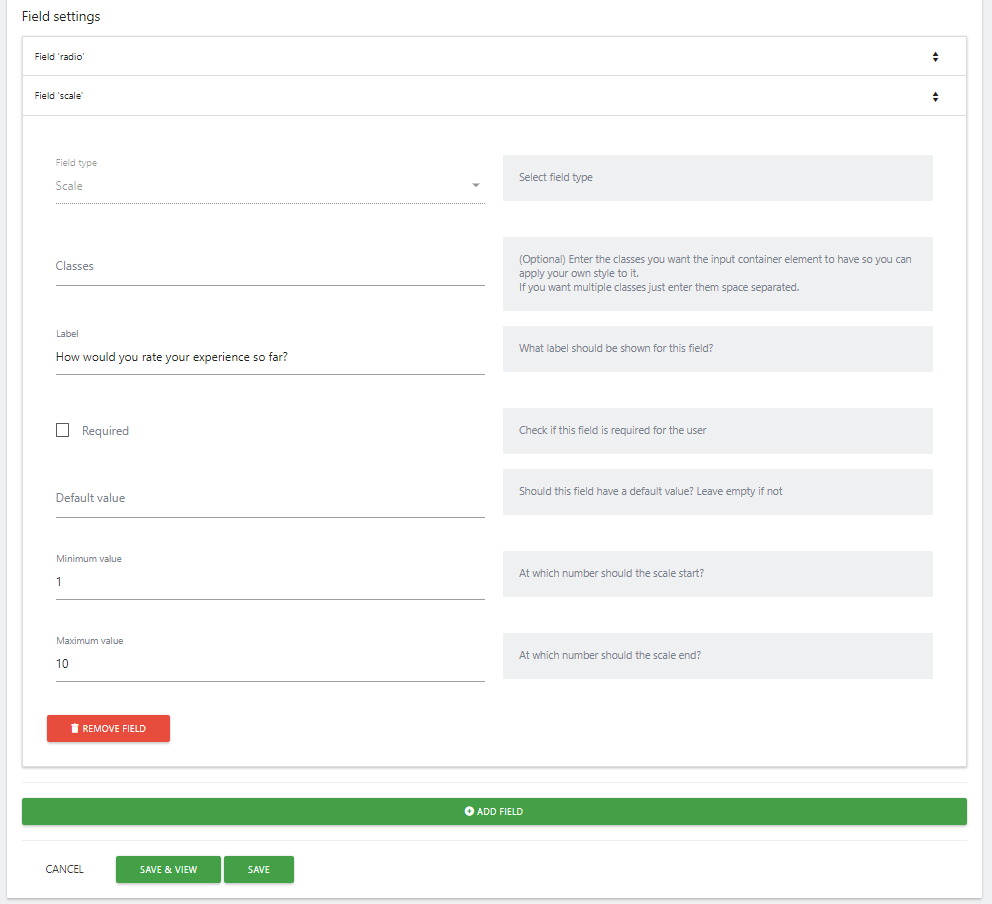 Field settings
Field 'radio'
Field 'scale'
Field type
Scale
Select field type
Classes
(Optional) Enter the classes you want the input container element to have so you can
apply your own style to it.
If you want multiple classes just enter them space separated.
Label
How would you rate your experience so far?
What label should be shown for this field?
Required
Check if this field is required for the user
Default value
Should this field have a default value? Leave empty if not
Minimum value
1
At which number should the scale start?
Maximum value
10
At which number should the scale end?
REMOVE FIELD
ADD FIELD
CANCEL
SAVE & VIEW
SAVE